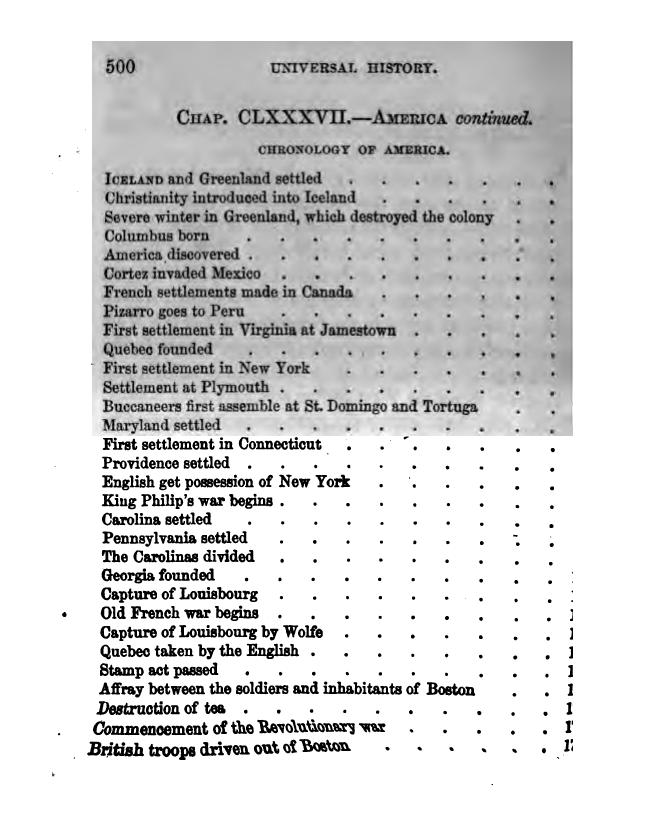 500 UNIVERSAL HISTORY.
CHAP. CLXXXVII.—AMERICA continued.
CHRONOLOGY OF AMERICA.
ICELAND and Greenland settled . . . . . . .
Christianity introduced into Iceland . . . . . .
Severe winter in Greenland, which destroyed the colony . .
Columbus born . . . . . . . . . .
America discovered . . . . . . . . . .
Cortez invaded Mexico . . . . . . . . .
French settlements made in Canada . . . . . .
Pizarro goes to Peru . . . . . . . . .
First settlement in Virginia at Jamestown . . . . .
Quebec founded . . . . . . . . . .
First settlement in New York . . . . . . .
Settlement at Plymouth . . . . . . . . .
Buccaneers first assemble at St. Domingo and Tortuga . .
Maryland settled . . . . . . . . . .
First settlement in Connecticut . . . . . . .
Providence settled . . . . . . . . . .
English get possession of New York . . . . . .
King Philip's war begins . . . . . . . . .
Carolina settled . . . . . . . . . .
Pennsylvania settled . . . . . . . . .
The Carolinas divided . . . . . . . . .
Georgia founded . . . . . . . . . .
Capture of Louisbourg . . . . . . . . .
Old French war begins . . . . . . . . .
Capture of Louisbourg by Wolfe . . . . . . . 1
Quebec taken by the English . . . . . . . . 1
Stamp act passed . . . . . . . . . . 1
Affray between the soldiers and inhabitants of Boston . . 1
Destruction of tea . . . . . . . . . . 1
Commencement of the Revolutionary war . . . . . 1
British troops driven out of Boston . . . . . . 1